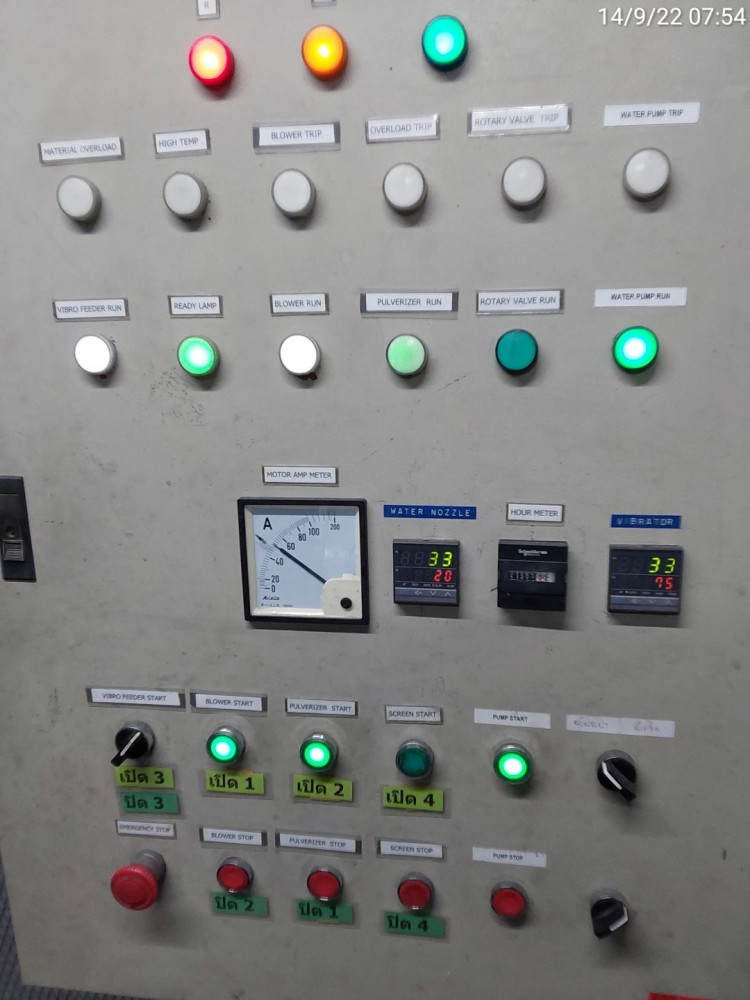 14/9/22 07:54
R
MATERIAL OVERLOAD
HIGH TEMP.
BLOWER TRIP
OVERLOAD TRIP
ROTARY VALVE TRIP
WATER PUMP TRIP
VIBRO FEEDER RUN
READY LAMP
BLOWER RUN
PULVERIZER RUN
ROTARY VALVE RUN
WATER PUMP RUN
MOTOR AMP METER
WATER NOZZLE
HOUR METER
VIBRATOR
A
200
100
80
60
40
20
0
33
20
33
75
VIBRO FEEDER START
BLOWER START
PULVERIZER START
SCREEN START
PUMP START
เปิด 3
เปิด 1
เปิด 2
เปิด 4
ปิด 3
EMERGENCY STOP
BLOWER STOP
PULVERIZER STOP
SCREEN STOP
PUMP STOP
ปิด 2
ปิด 1
ปิด 4